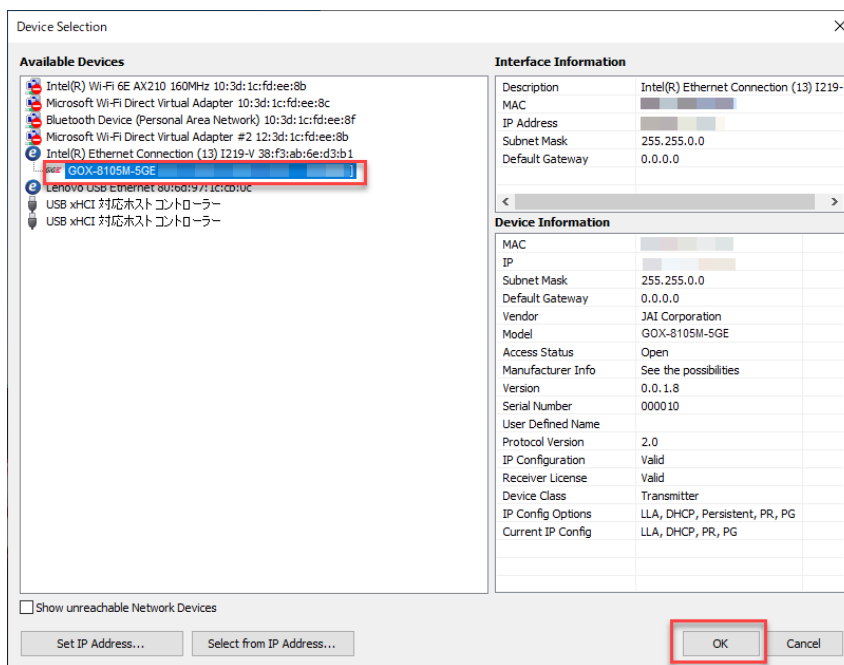 Device Selection
Available Devices
Intel(R) Wi-Fi 6E AX210 160MHz 10:3d:1c:fd:ee:8b
Microsoft Wi-Fi Direct Virtual Adapter 10:3d:1c:fd:ee:8c
Bluetooth Device (Personal Area Network) 10:3d:1c:fd:ee:8f
Microsoft Wi-Fi Direct Virtual Adapter #2 12:3d:1c:fd:ee:8b
Intel(R) Ethernet Connection (13) I219-V 38:f3:ab:6e:d3:b1
GOX-8105M-5GE ]
Lenovo USB Ethernet 80:6d:97:1c:cb:0c
USB xHCI 対応ホスト コントローラー
USB xHCI 対応ホスト コントローラー
Show unreachable Network Devices
Set IP Address...
Select from IP Address...
Interface Information
Description Intel(R) Ethernet Connection (13) I219-
MAC
IP Address
Subnet Mask 255.255.0.0
Default Gateway 0.0.0.0
Device Information
MAC
IP
Subnet Mask 255.255.0.0
Default Gateway 0.0.0.0
Vendor JAI Corporation
Model GOX-8105M-5GE
Access Status Open
Manufacturer Info See the possibilities
Version 0.0.1.8
Serial Number 000010
User Defined Name
Protocol Version 2.0
IP Configuration Valid
Receiver License Valid
Device Class Transmitter
IP Config Options LLA, DHCP, Persistent, PR, PG
Current IP Config LLA, DHCP, PR, PG
OK
Cancel